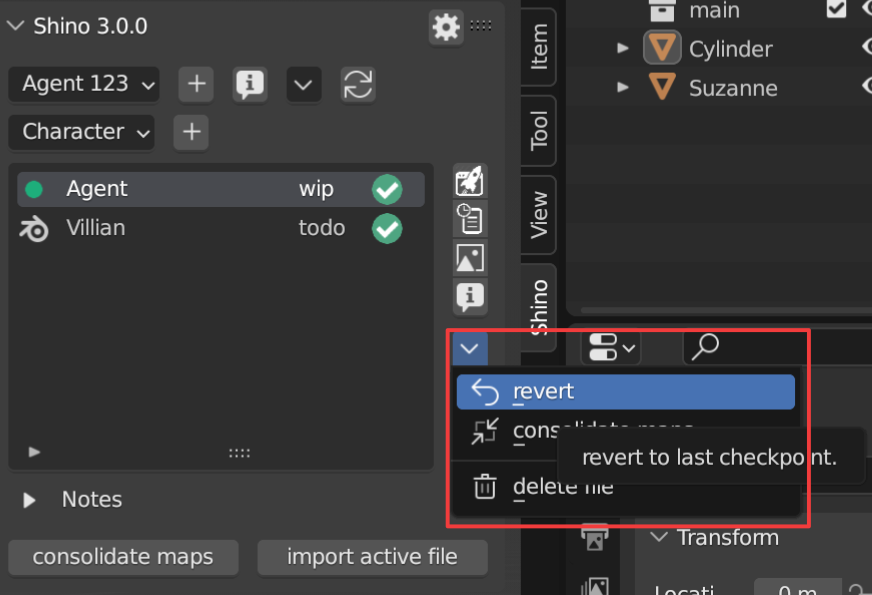 Shino 3.0.0
Agent 123
Character
Agent wip
Villian todo
Notes
consolidate maps
import active file
Item
Tool
View
Shino
main
Cylinder
Suzanne
revert
consolidate maps
revert to last checkpoint.
delete file
Transform
Locati
0 m